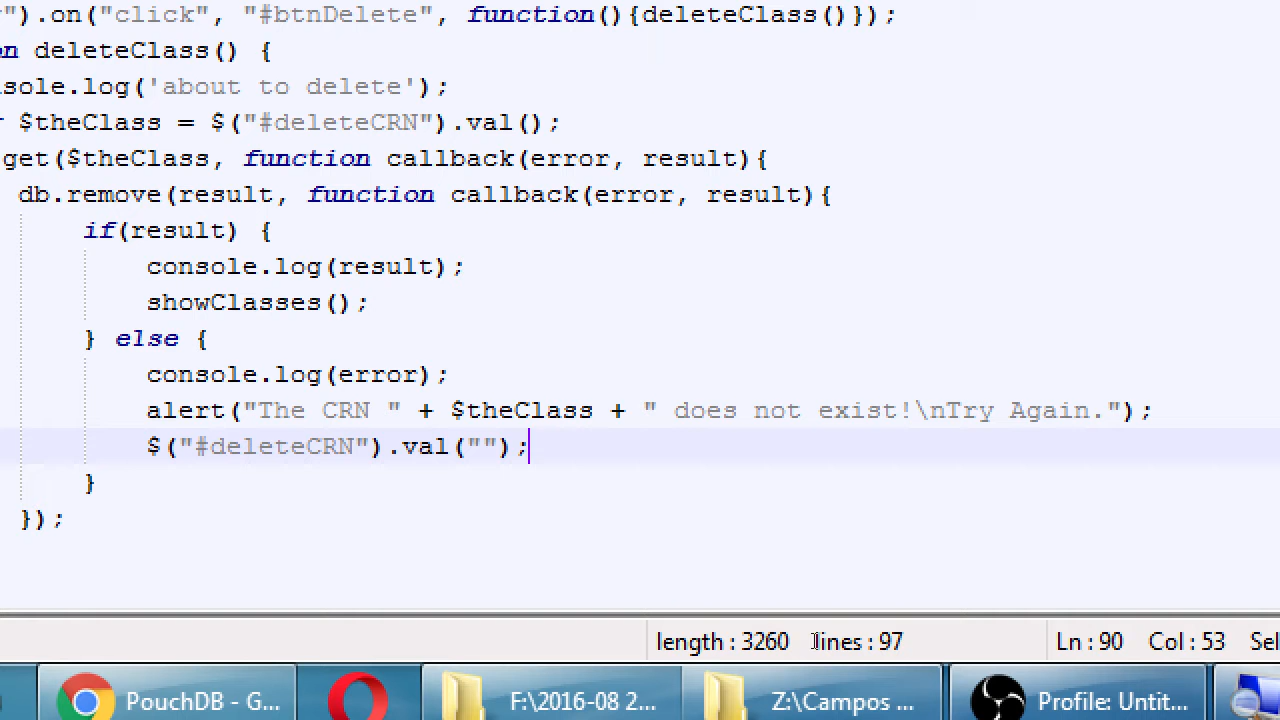 ").on("click", "#btnDelete", function(){deleteClass()});
on deleteClass() {
nsole.log('about to delete');
r $theClass = $("#deleteCRN").val();
get($theClass, function callback(error, result){
db.remove(result, function callback(error, result){
if(result) {
console.log(result);
showClasses();
} else {
console.log(error);
alert("The CRN " + $theClass + " does not exist!\nTry Again.");
$("#deleteCRN").val("");
}
});
length : 3260 lines : 97 Ln : 90 Col : 53 Sel
PouchDB - G... F:\2016-08 2... Z:\Campos ... Profile: Untit...